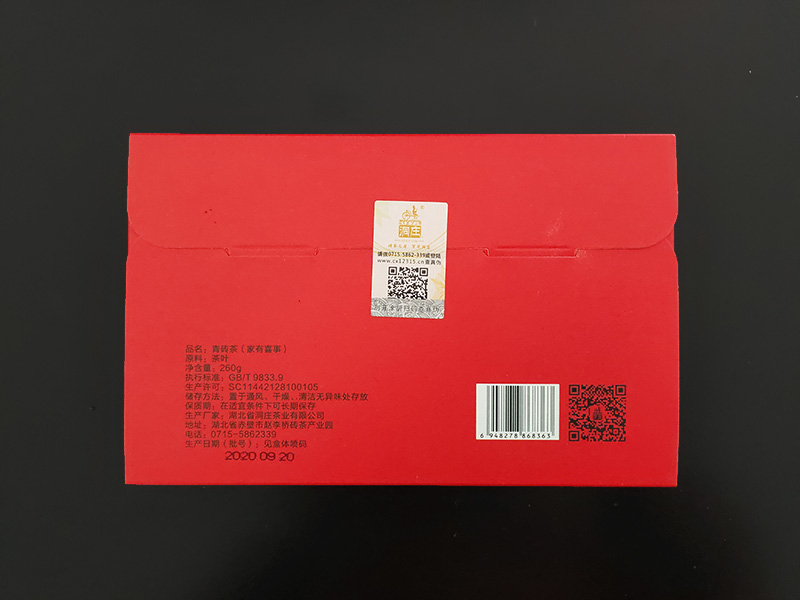 洞庄
请拨0715-5862-339或登陆
www.cx12315.cn查真伪
品名：青砖茶（家有喜事）
原料：茶叶
净含量：260g
执行标准：GB/T 9833.9
生产许可：SC11442128100105
储存方法：置于通风、干燥、清洁无异味处存放
保质期：在适宜条件下可长期保存
生产厂家：湖北省洞庄茶业有限公司
地址：湖北省赤壁市赵李桥砖茶产业园
电话：0715-5862339
生产日期（批号）：见盒体喷码
2020 09 20
6 948278 868363